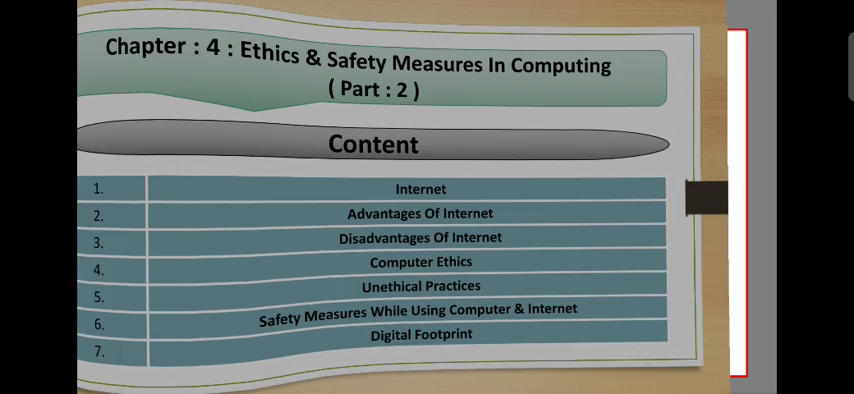 Chapter : 4 : Ethics & Safety Measures In Computing
( Part : 2 )
Content
1. Internet
2. Advantages Of Internet
3. Disadvantages Of Internet
4. Computer Ethics
5. Unethical Practices
6. Safety Measures While Using Computer & Internet
7. Digital Footprint